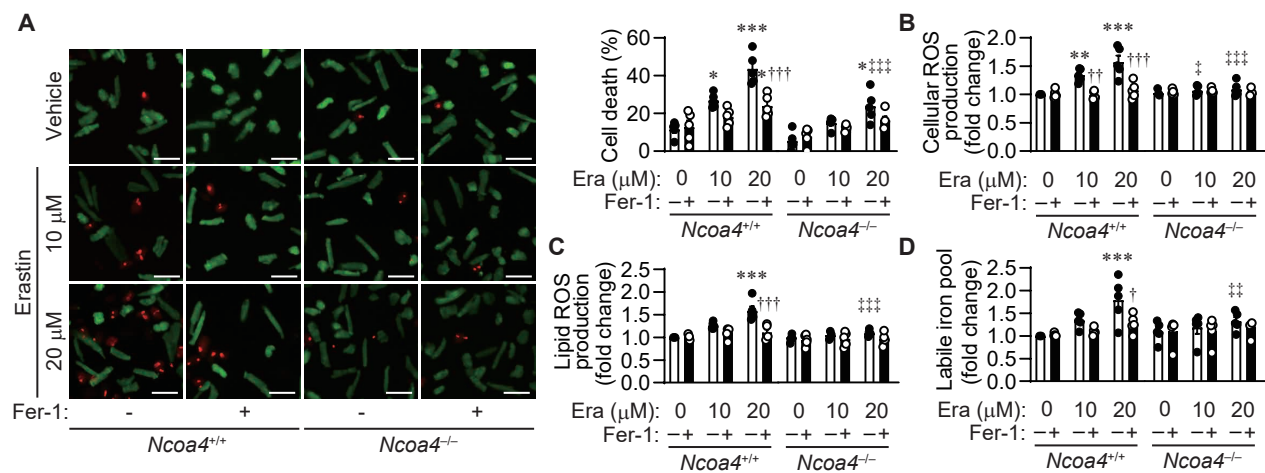 A
Vehicle
Erastin
10 μM
20 μM
Fer-1:
- + - +
Ncoa4+/+ Ncoa4–/–
Cell death (%)
60
40
20
0
* *** * ††† * ‡‡‡
Era (μM): 0 10 20 0 10 20
Fer-1: –+ –+ –+ –+ –+ –+
Ncoa4+/+ Ncoa4–/–
B
Cellular ROS
production
(fold change)
2.0
1.5
1.0
0.5
0.0
** †† *** ††† ‡ ‡‡‡
Era (μM): 0 10 20 0 10 20
Fer-1: –+ –+ –+ –+ –+ –+
Ncoa4+/+ Ncoa4–/–
C
Lipid ROS
production
(fold change)
2.5
2.0
1.5
1.0
0.5
0.0
*** ††† ‡‡‡
Era (μM): 0 10 20 0 10 20
Fer-1: –+ –+ –+ –+ –+ –+
Ncoa4+/+ Ncoa4–/–
D
Labile iron pool
(fold change)
2.5
2.0
1.5
1.0
0.5
0.0
*** † ‡‡
Era (μM): 0 10 20 0 10 20
Fer-1: –+ –+ –+ –+ –+ –+
Ncoa4+/+ Ncoa4–/–